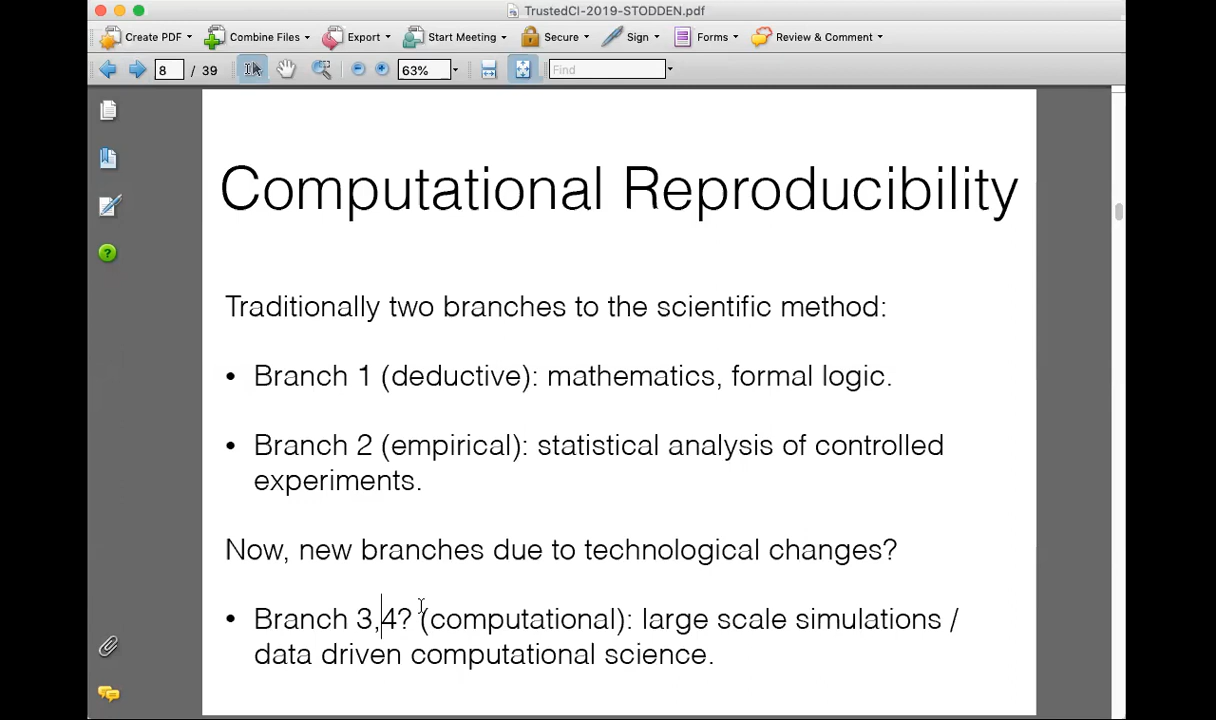 TrustedCI-2019-STODDEN.pdf
Create PDF Combine Files Export Start Meeting Secure Sign Forms Review & Comment
8 / 39 63% Find
Computational Reproducibility
Traditionally two branches to the scientific method:
• Branch 1 (deductive): mathematics, formal logic.
• Branch 2 (empirical): statistical analysis of controlled
experiments.
Now, new branches due to technological changes?
• Branch 3,4? (computational): large scale simulations /
data driven computational science.